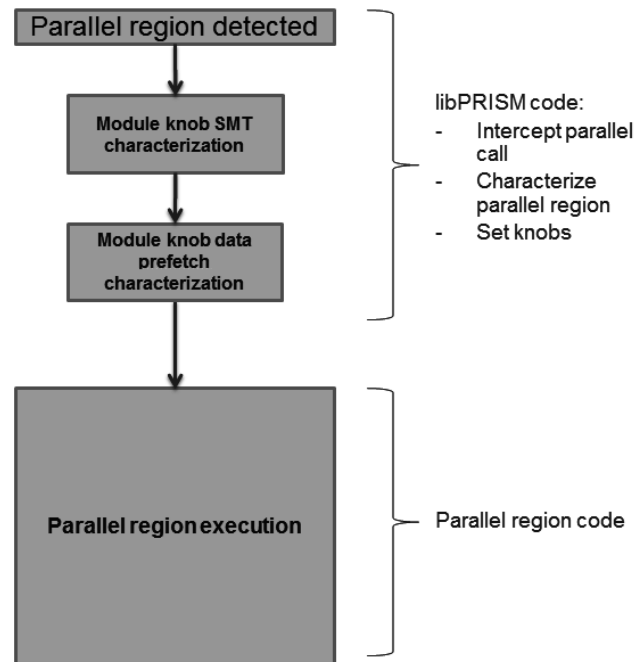 Parallel region detected
Module knob SMT
characterization
Module knob data
prefetch
characterization
Parallel region execution
libPRISM code:
- Intercept parallel
call
- Characterize
parallel region
- Set knobs
Parallel region code